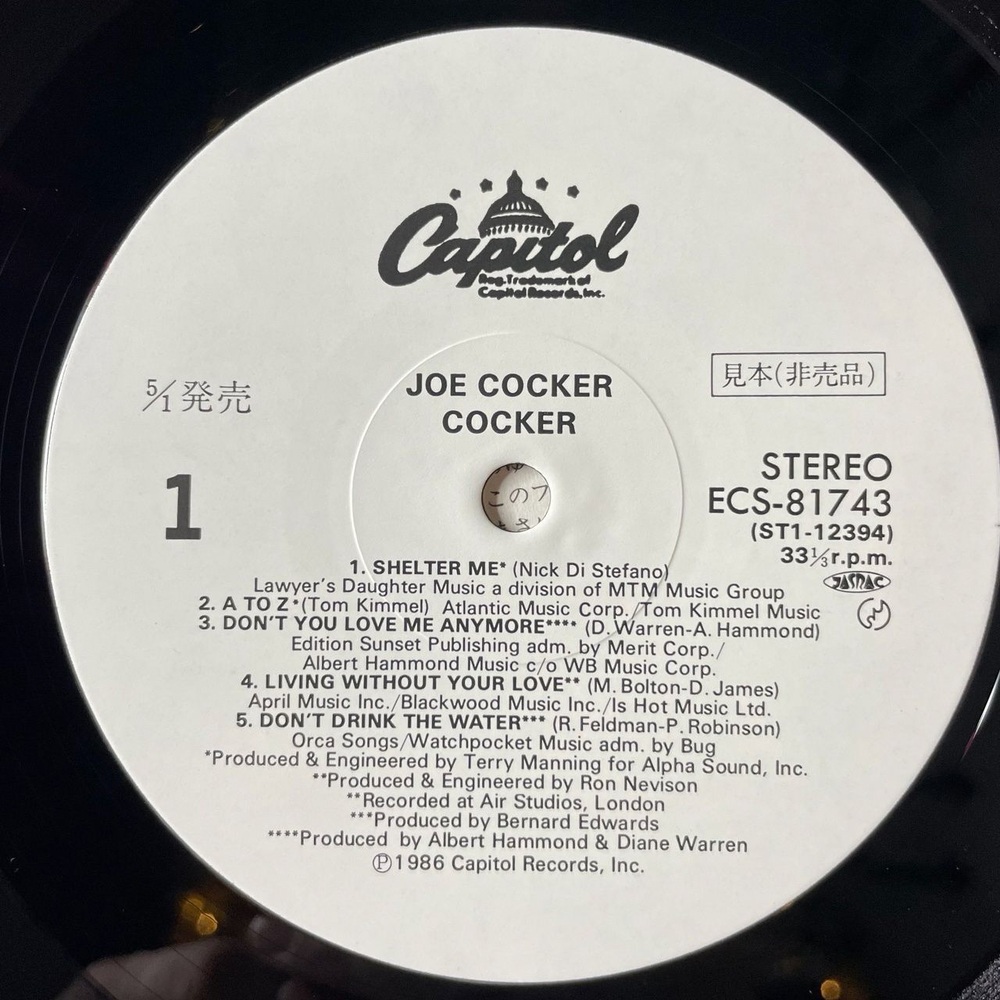 Capitol
Reg. Trademark of
Capitol Records, Inc.
5/1 発売
見本(非売品)
JOE COCKER
COCKER
1
STEREO
ECS-81743
(ST1-12394)
33⅓r.p.m.
JASRAC
このフ
1. SHELTER ME* (Nick Di Stefano)
Lawyer's Daughter Music a division of MTM Music Group
2. A TO Z*(Tom Kimmel) Atlantic Music Corp./Tom Kimmel Music
3. DON'T YOU LOVE ME ANYMORE**** (D. Warren-A. Hammond)
Edition Sunset Publishing adm. by Merit Corp./
Albert Hammond Music c/o WB Music Corp.
4. LIVING WITHOUT YOUR LOVE** (M. Bolton-D. James)
April Music Inc./Blackwood Music Inc./Is Hot Music Ltd.
5. DON'T DRINK THE WATER*** (R. Feldman-P. Robinson)
Orca Songs/Watchpocket Music adm. by Bug
*Produced & Engineered by Terry Manning for Alpha Sound, Inc.
**Produced & Engineered by Ron Nevison
**Recorded at Air Studios, London
***Produced by Bernard Edwards
****Produced by Albert Hammond & Diane Warren
℗1986 Capitol Records, Inc.